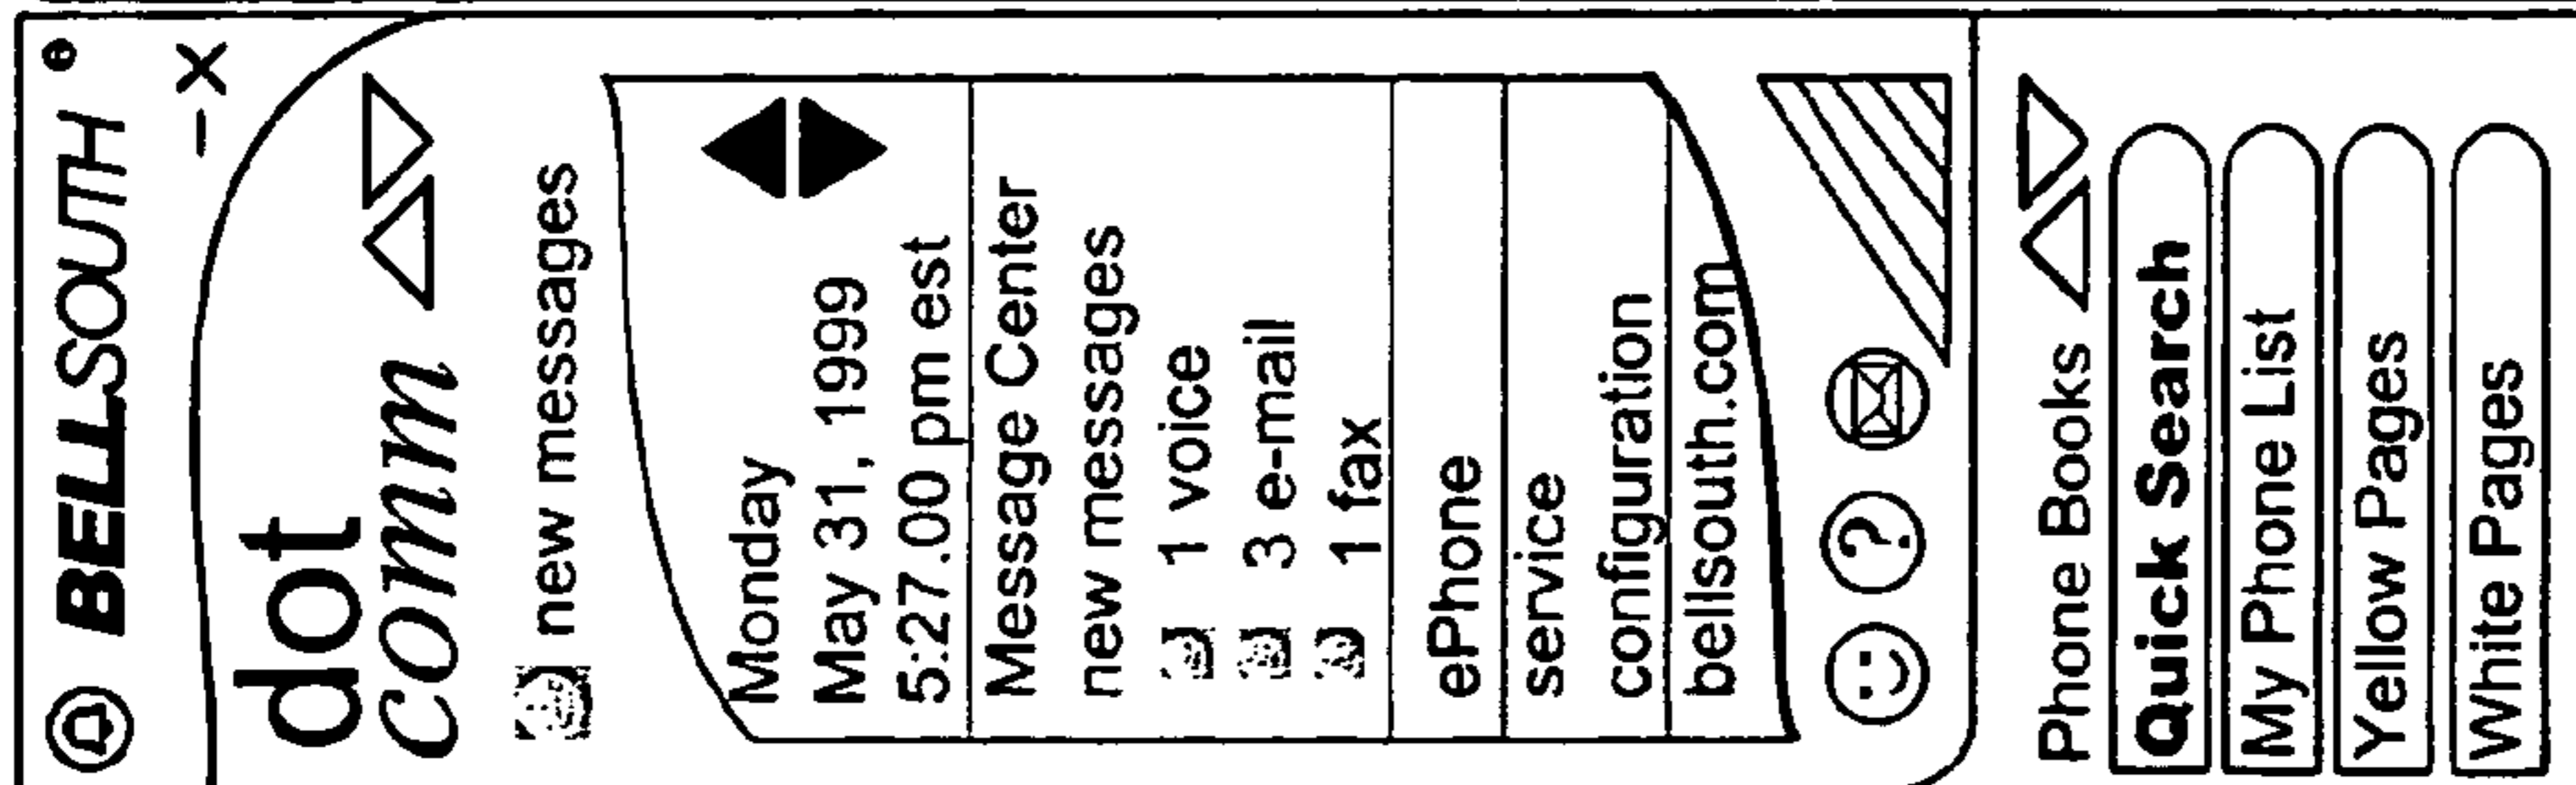 BELLSOUTH®
-X
dot
comm
new messages
Monday
May 31, 1999
5:27.00 pm est
Message Center
new messages
1 voice
3 e-mail
1 fax
ePhone
service
configuration
bellsouth.com
?
Phone Books
Quick Search
My Phone List
Yellow Pages
White Pages